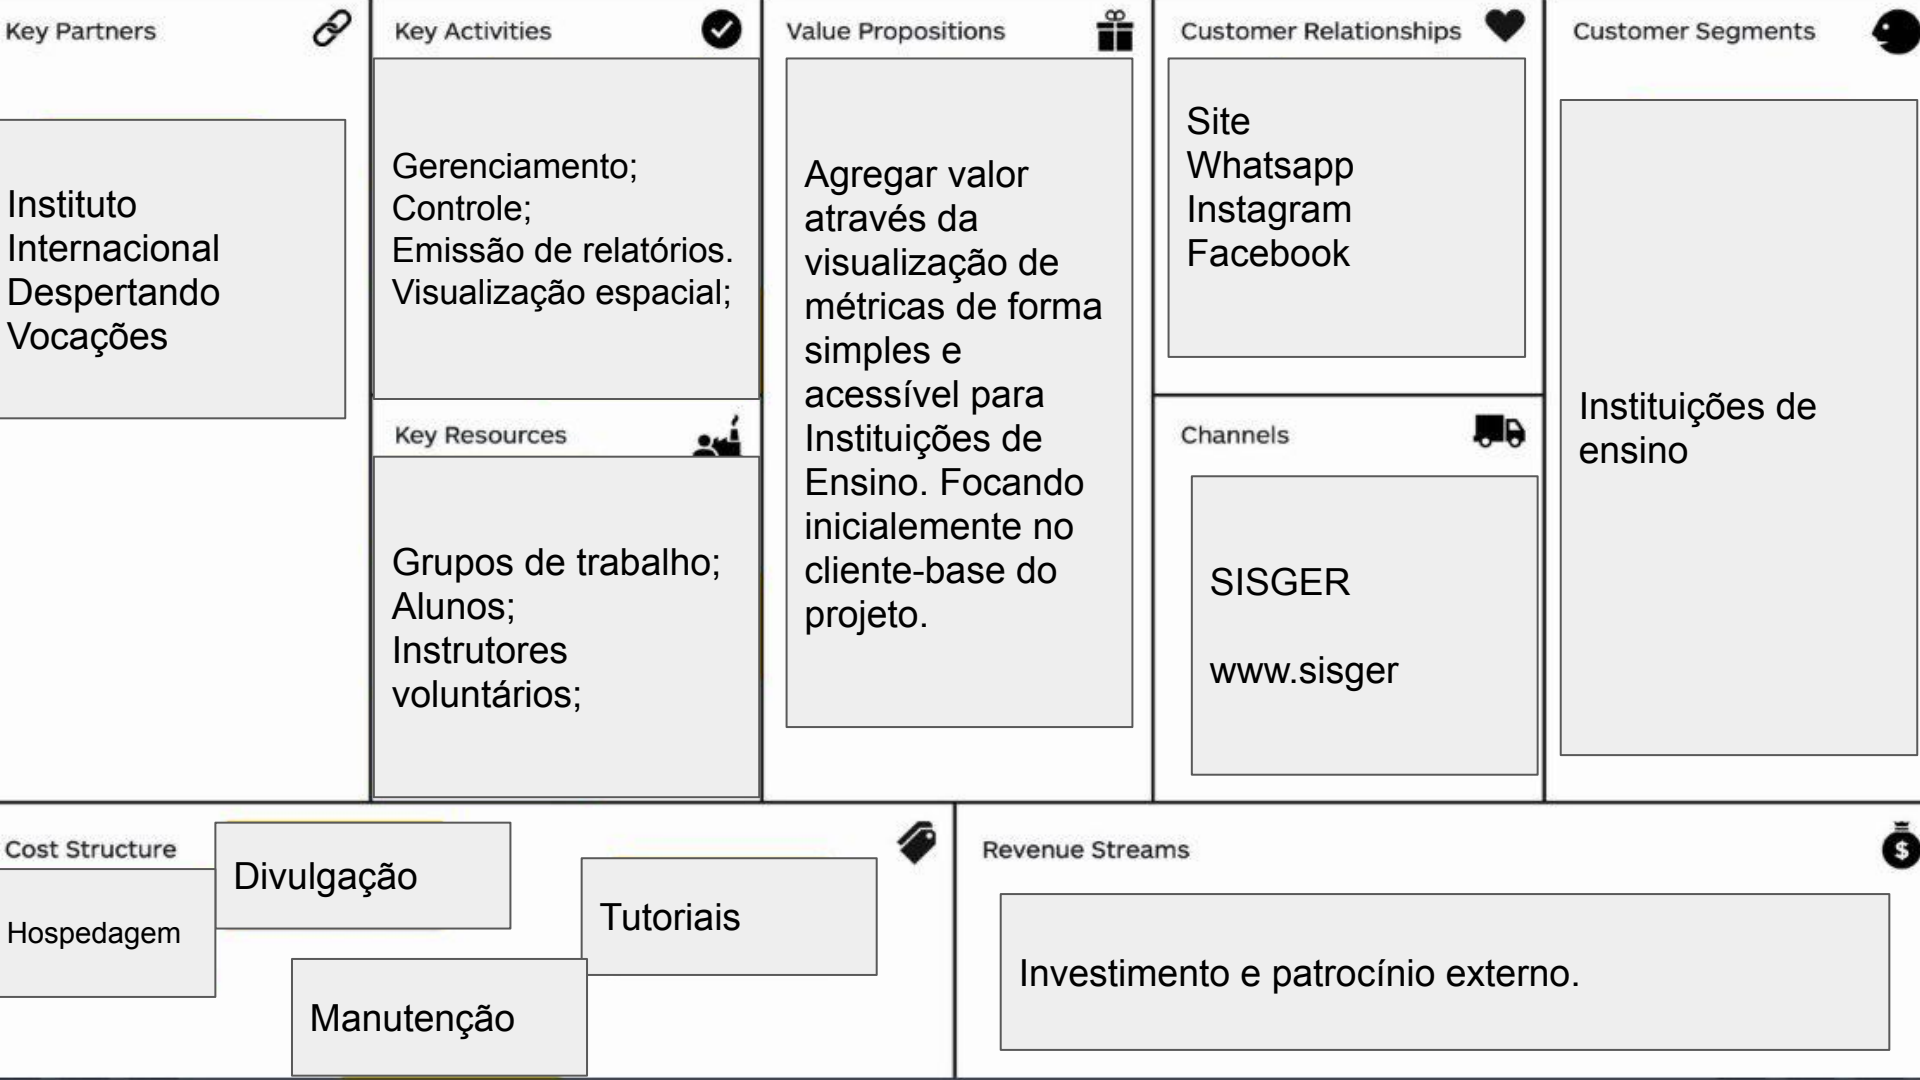 Key Partners
Instituto
Internacional
Despertando
Vocações
Key Activities
Gerenciamento;
Controle;
Emissão de relatórios.
Visualização espacial;
Key Resources
Grupos de trabalho;
Alunos;
Instrutores
voluntários;
Value Propositions
Agregar valor
através da
visualização de
métricas de forma
simples e
acessível para
Instituições de
Ensino. Focando
inicialemente no
cliente-base do
projeto.
Customer Relationships
Site
Whatsapp
Instagram
Facebook
Channels
SISGER
www.sisger
Customer Segments
Instituições de
ensino
Cost Structure
Divulgação
Hospedagem
Tutoriais
Manutenção
Revenue Streams
$
Investimento e patrocínio externo.